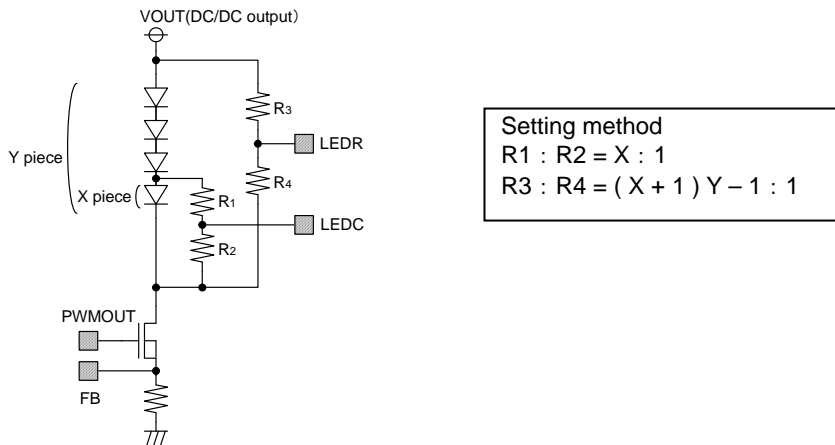 VOUT(DC/DC output)
R3
LEDR
Y piece
R4
X piece
R1
LEDC
R2
PWMOUT
FB
Setting method
R1 : R2 = X : 1
R3 : R4 = ( X + 1 ) Y – 1 : 1